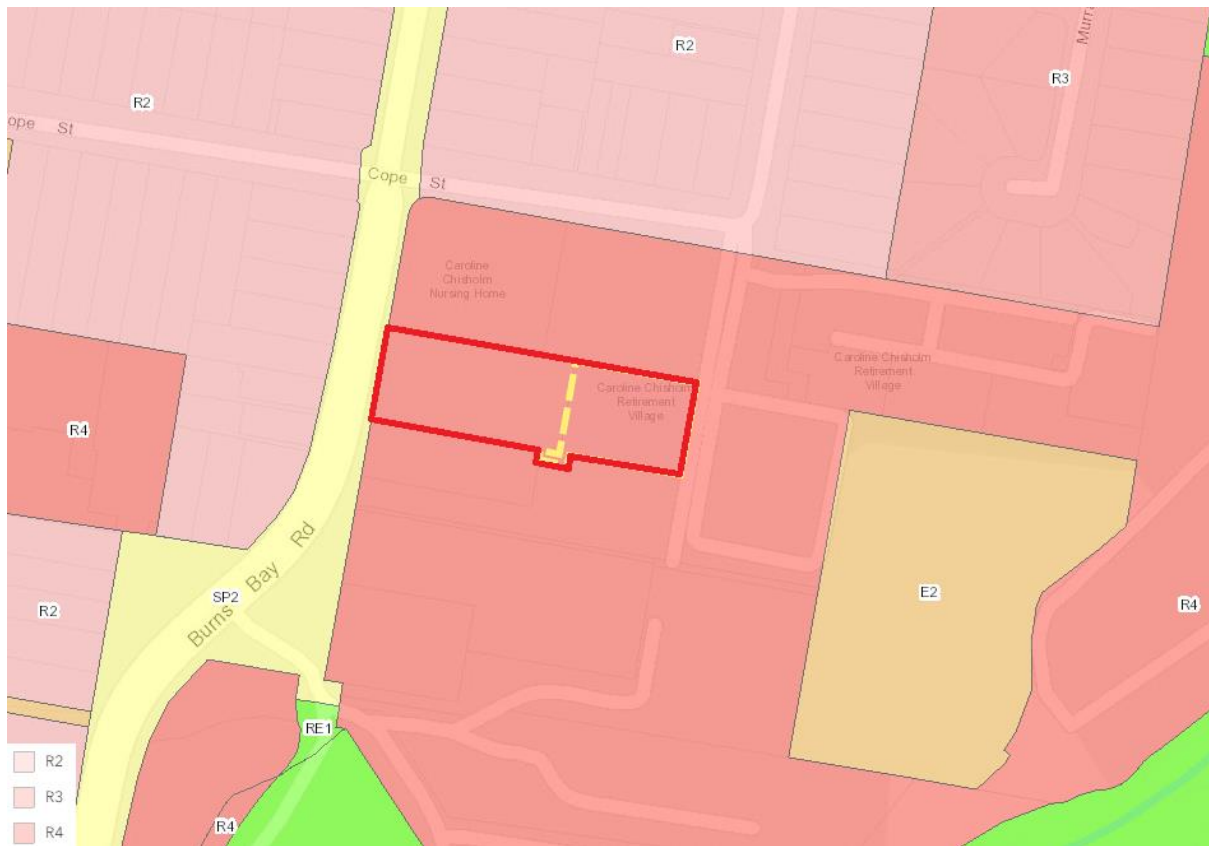 R2
R3
Murr
R2
ope St
Cope St
Caroline
Chisholm
Nursing Home
Caroline Chisholm
Retirement
Village
Caroline Chisholm
Retirement
Village
R4
E2
R4
R2
SP2
Burns Bay Rd
RE1
R4
R2
R3
R4